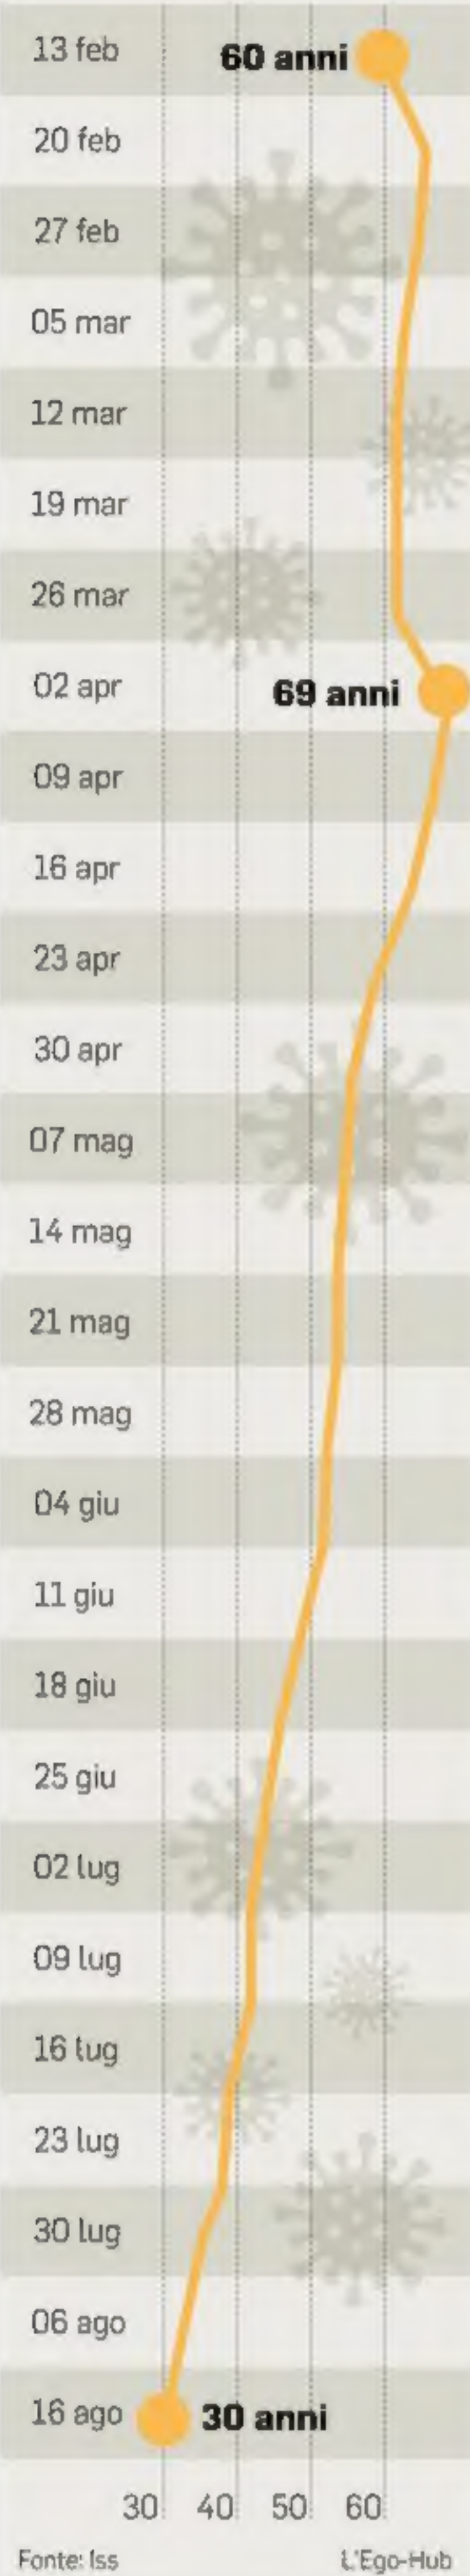 13 feb 60 anni
20 feb
27 feb
05 mar
12 mar
19 mar
26 mar
02 apr 69 anni
09 apr
16 apr
23 apr
30 apr
07 mag
14 mag
21 mag
28 mag
04 giu
11 giu
18 giu
25 giu
02 lug
09 lug
16 lug
23 lug
30 lug
06 ago
16 ago 30 anni
30 40 50 60
Fonte: Iss L'Ego-Hub